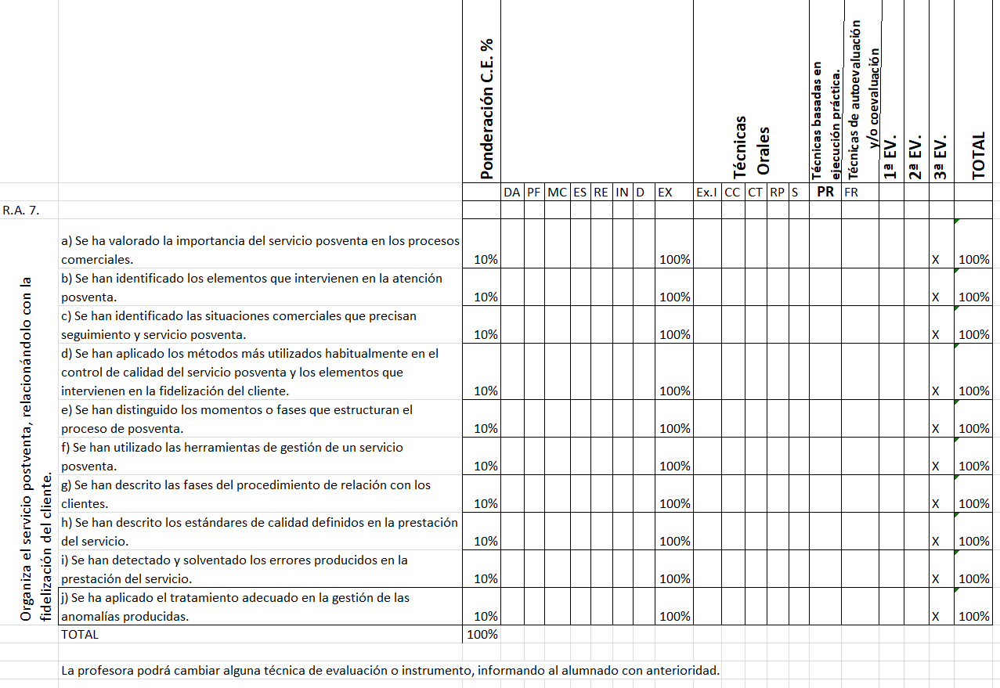 Ponderación C.E. %
Técnicas
Orales
Técnicas basadas en
ejecución práctica.
Técnicas de autoevaluación
y/o coevaluación
1ª EV.
2ª EV.
3ª EV.
TOTAL
DA PF MC ES RE IN D EX Ex.I CC CT RP S PR FR
R.A. 7.
Organiza el servicio postventa, relacionándolo con la
fidelización del cliente.
a) Se ha valorado la importancia del servicio posventa en los procesos
comerciales. 10% 100% X 100%
b) Se han identificado los elementos que intervienen en la atención
posventa. 10% 100% X 100%
c) Se han identificado las situaciones comerciales que precisan
seguimiento y servicio posventa. 10% 100% X 100%
d) Se han aplicado los métodos más utilizados habitualmente en el
control de calidad del servicio posventa y los elementos que
intervienen en la fidelización del cliente. 10% 100% X 100%
e) Se han distinguido los momentos o fases que estructuran el
proceso de posventa. 10% 100% X 100%
f) Se han utilizado las herramientas de gestión de un servicio
posventa. 10% 100% X 100%
g) Se han descrito las fases del procedimiento de relación con los
clientes. 10% 100% X 100%
h) Se han descrito los estándares de calidad definidos en la prestación
del servicio. 10% 100% X 100%
i) Se han detectado y solventado los errores producidos en la
prestación del servicio. 10% 100% X 100%
j) Se ha aplicado el tratamiento adecuado en la gestión de las
anomalías producidas. 10% 100% X 100%
TOTAL 100%
La profesora podrá cambiar alguna técnica de evaluación o instrumento, informando al alumnado con anterioridad.